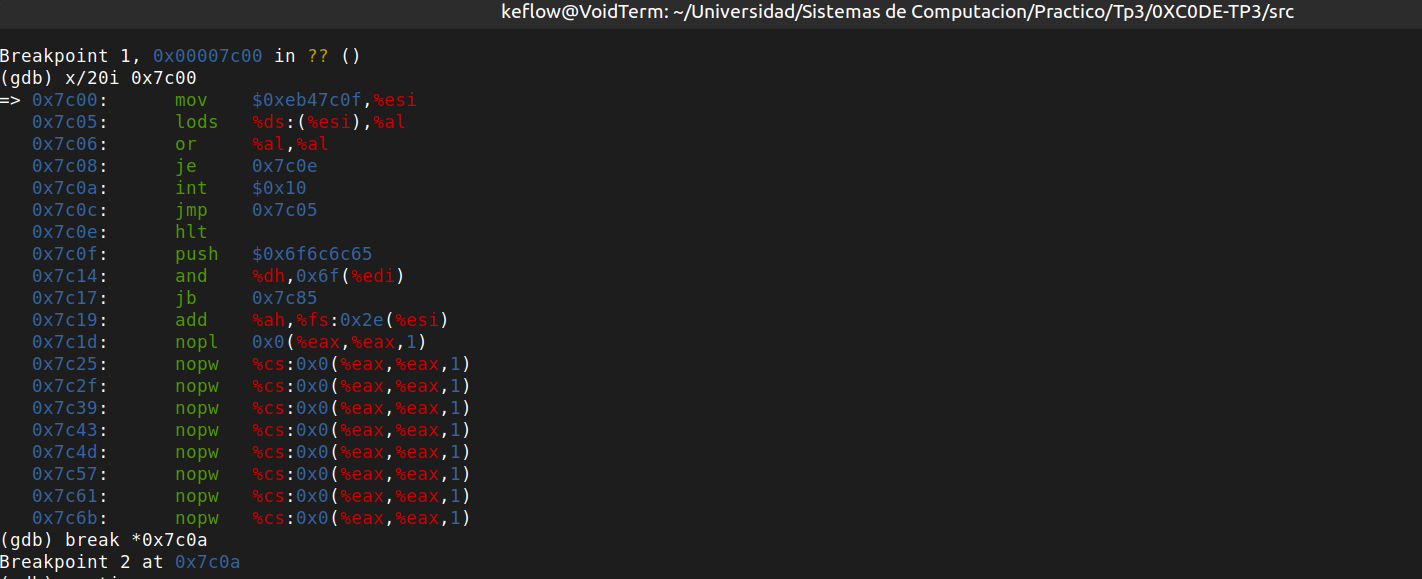 keflow@VoidTerm: ~/Universidad/Sistemas de Computacion/Practico/Tp3/0XC0DE-TP3/src
Breakpoint 1, 0x00007c00 in ?? ()
(gdb) x/20i 0x7c00
=> 0x7c00:	mov	$0xeb47c0f,%esi
0x7c05:	lods	%ds:(%esi),%al
0x7c06:	or	%al,%al
0x7c08:	je	0x7c0e
0x7c0a:	int	$0x10
0x7c0c:	jmp	0x7c05
0x7c0e:	hlt
0x7c0f:	push	$0x6f6c6c65
0x7c14:	and	%dh,0x6f(%edi)
0x7c17:	jb	0x7c85
0x7c19:	add	%ah,%fs:0x2e(%esi)
0x7c1d:	nopl	0x0(%eax,%eax,1)
0x7c25:	nopw	%cs:0x0(%eax,%eax,1)
0x7c2f:	nopw	%cs:0x0(%eax,%eax,1)
0x7c39:	nopw	%cs:0x0(%eax,%eax,1)
0x7c43:	nopw	%cs:0x0(%eax,%eax,1)
0x7c4d:	nopw	%cs:0x0(%eax,%eax,1)
0x7c57:	nopw	%cs:0x0(%eax,%eax,1)
0x7c61:	nopw	%cs:0x0(%eax,%eax,1)
0x7c6b:	nopw	%cs:0x0(%eax,%eax,1)
(gdb) break *0x7c0a
Breakpoint 2 at 0x7c0a